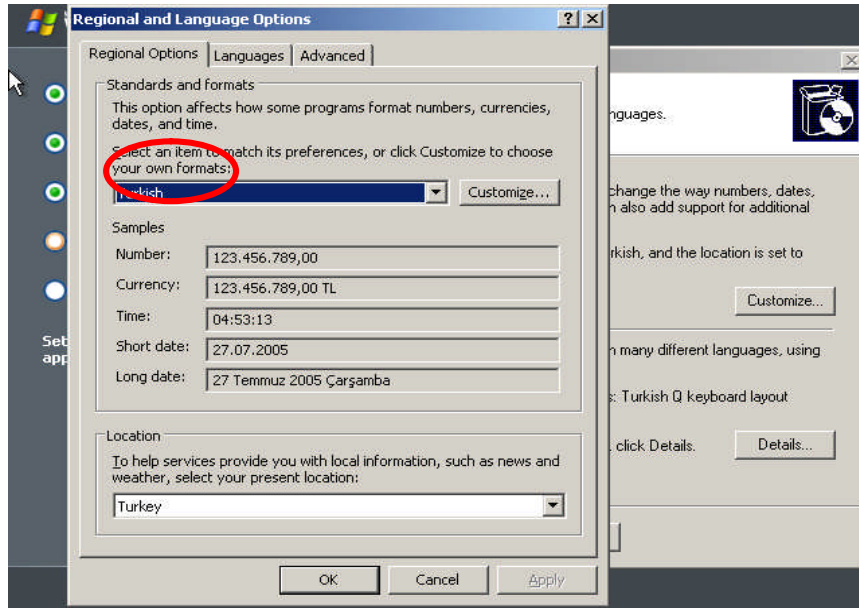 Regional and Language Options
Regional Options Languages Advanced
Standards and formats
This option affects how some programs format numbers, currencies,
dates, and time.
Select an item to match its preferences, or click Customize to choose
your own formats:
Turkish Customize...
Samples
Number: 123.456.789,00
Currency: 123.456.789,00 TL
Time: 04:53:13
Short date: 27.07.2005
Long date: 27 Temmuz 2005 Çarşamba
Location
To help services provide you with local information, such as news and
weather, select your present location:
Turkey
OK Cancel Apply
nguages.
change the way numbers, dates,
n also add support for additional
rkish, and the location is set to
Customize...
n many different languages, using
s: Turkish Q keyboard layout
click Details. Details...
Set
app